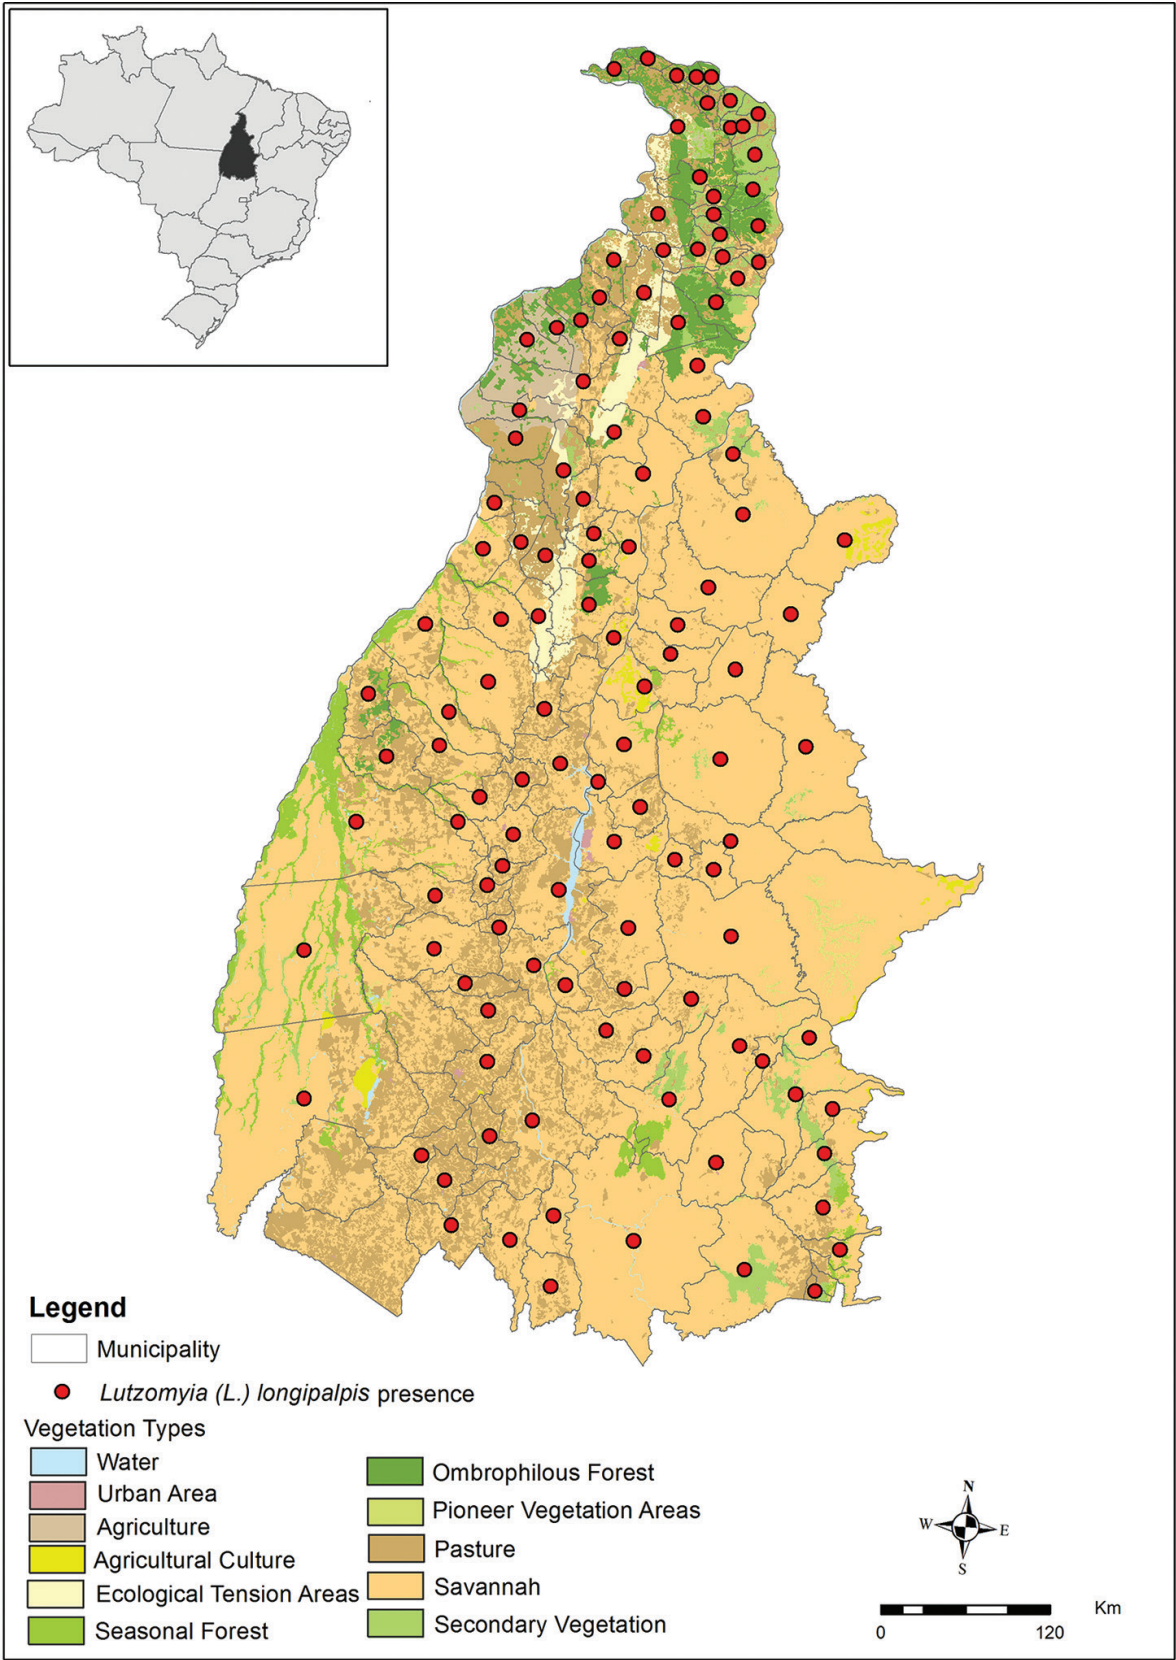 Legend
Municipality
Lutzomyia (L.) longipalpis presence
Vegetation Types
Water
Urban Area
Agriculture
Agricultural Culture
Ecological Tension Areas
Seasonal Forest
Ombrophilous Forest
Pioneer Vegetation Areas
Pasture
Savannah
Secondary Vegetation
N
W E
S
Km
0 120